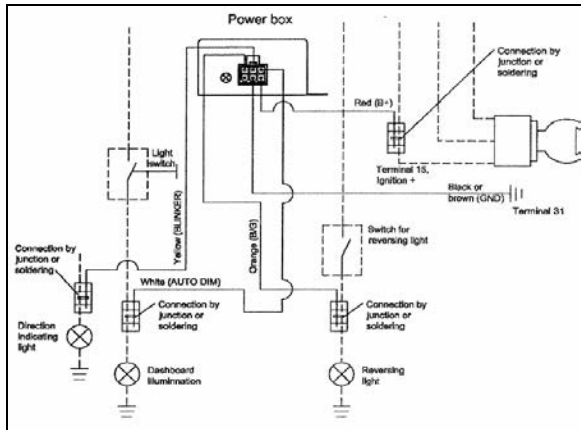 Power box
Connection by
junction or
soldering
Red (B+)
Light
switch
Terminal 15,
Ignition +
Black or
brown (GND)
Terminal 31
Yellow (BLINKER)
Orange (B/G)
Switch for
reversing light
Connection by
junction or
soldering
White (AUTO DIM)
Connection by
junction or
soldering
Connection by
junction or
soldering
Direction
indicating
light
Dashboard
illuminnation
Reversing
light